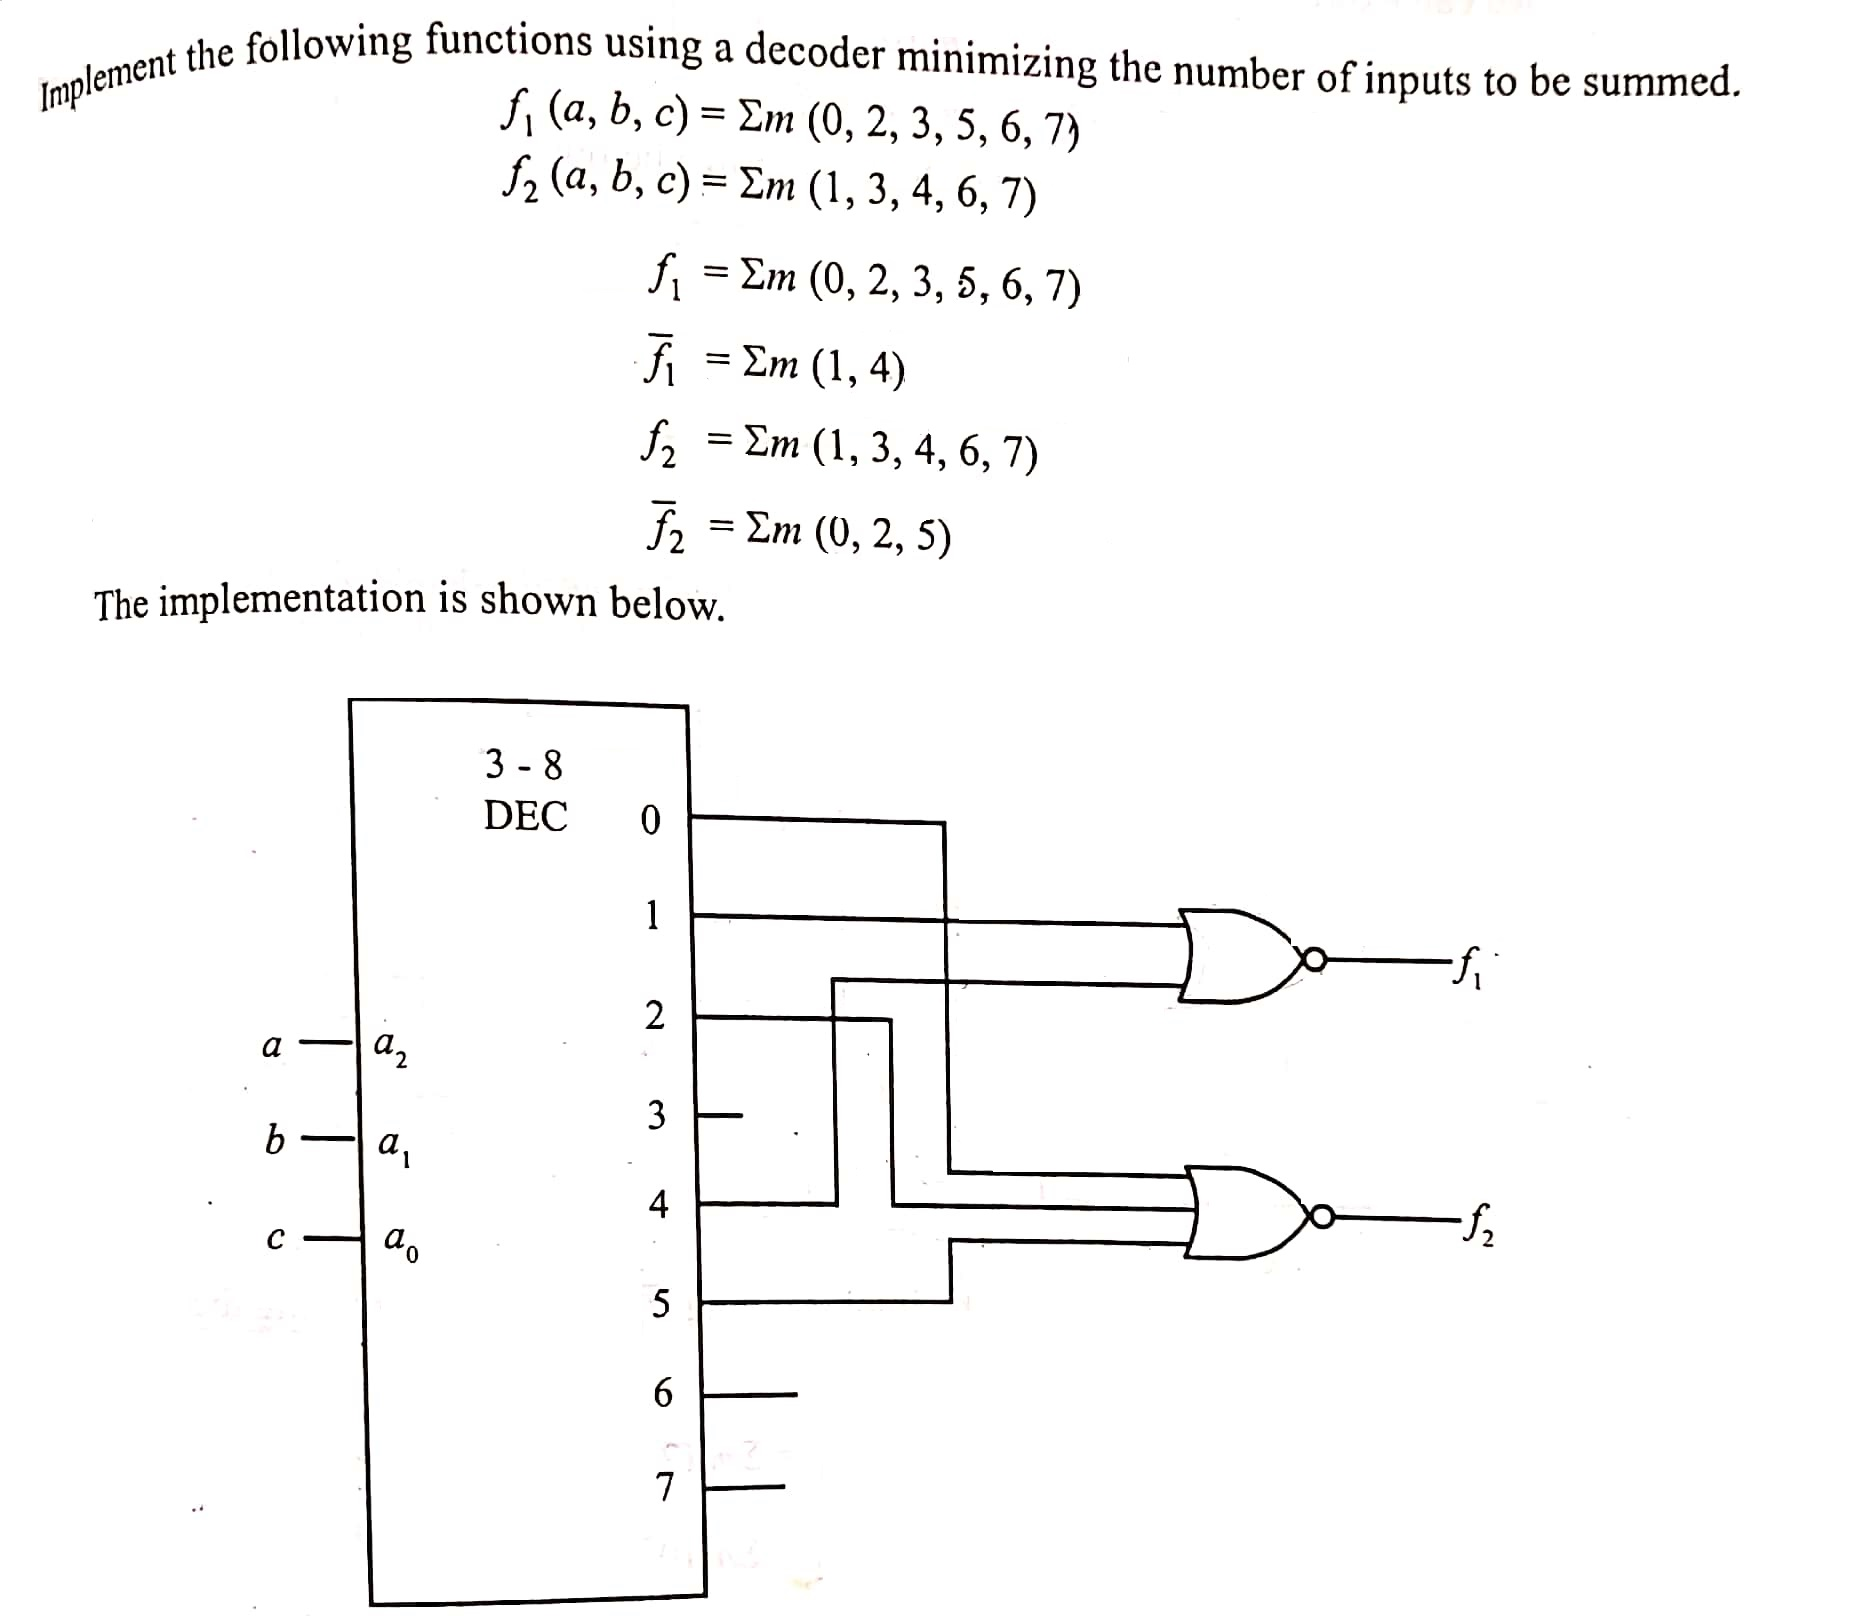 Implement the following functions using a decoder minimizing the number of inputs to be summed.
f₁ (a, b, c) = Σm (0, 2, 3, 5, 6, 7)
f₂ (a, b, c) = Σm (1, 3, 4, 6, 7)
f₁ = Σm (0, 2, 3, 5, 6, 7)
f̅₁ = Σm (1, 4)
f₂ = Σm (1, 3, 4, 6, 7)
f̅₂ = Σm (0, 2, 5)
The implementation is shown below.
3 - 8
DEC 0
1
f₁
2
a a₂
3
b a₁
4
f₂
c a₀
5
6
7